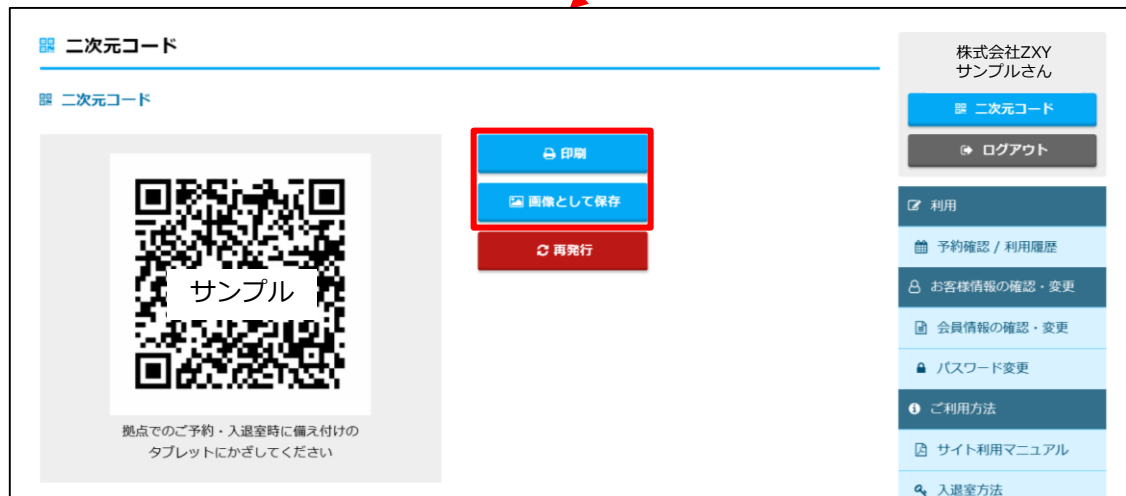 二次元コード
二次元コード
サンプル
拠点でのご予約・入退室時に備え付けの
タブレットにかざしてください
印刷
画像として保存
再発行
株式会社ZXY
サンプルさん
二次元コード
ログアウト
利用
予約確認 / 利用履歴
お客様情報の確認・変更
会員情報の確認・変更
パスワード変更
ご利用方法
サイト利用マニュアル
入退室方法